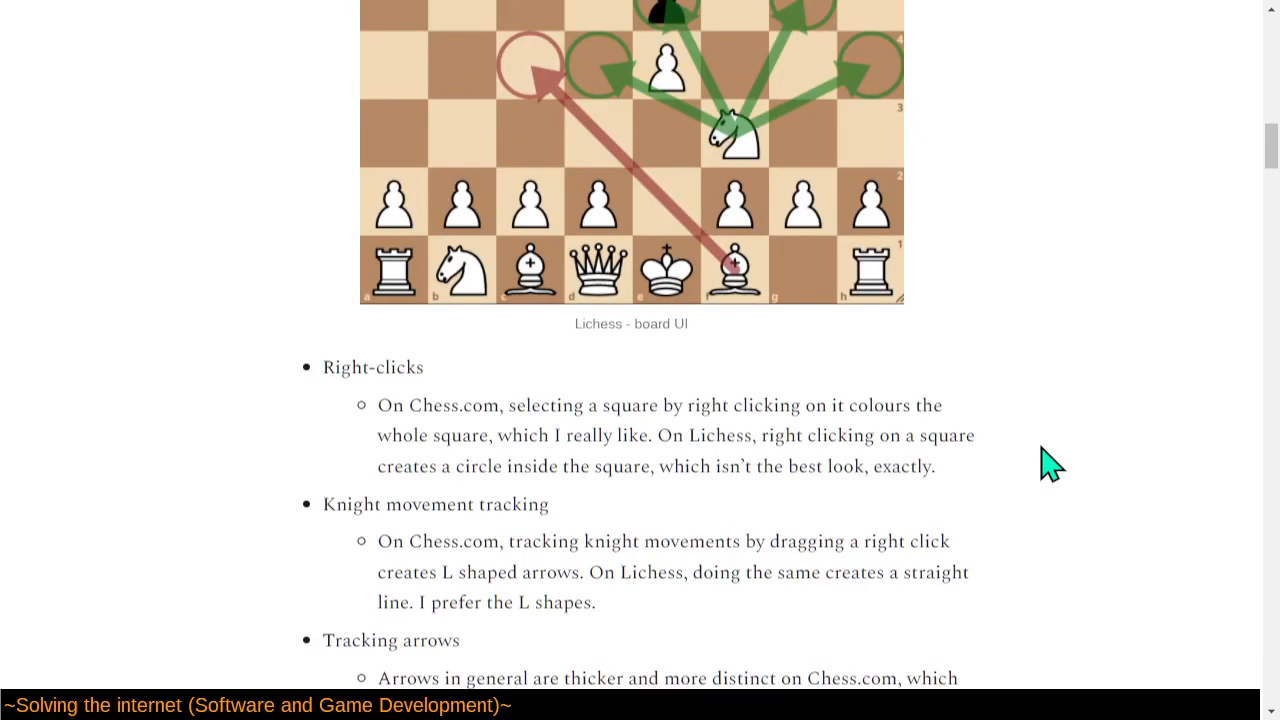 4
3
2
1
a b c d e f g h
Lichess - board UI
Right-clicks
On Chess.com, selecting a square by right clicking on it colours the
whole square, which I really like. On Lichess, right clicking on a square
creates a circle inside the square, which isn’t the best look, exactly.
Knight movement tracking
On Chess.com, tracking knight movements by dragging a right click
creates L shaped arrows. On Lichess, doing the same creates a straight
line. I prefer the L shapes.
Tracking arrows
Arrows in general are thicker and more distinct on Chess.com, which
~Solving the internet (Software and Game Development)~